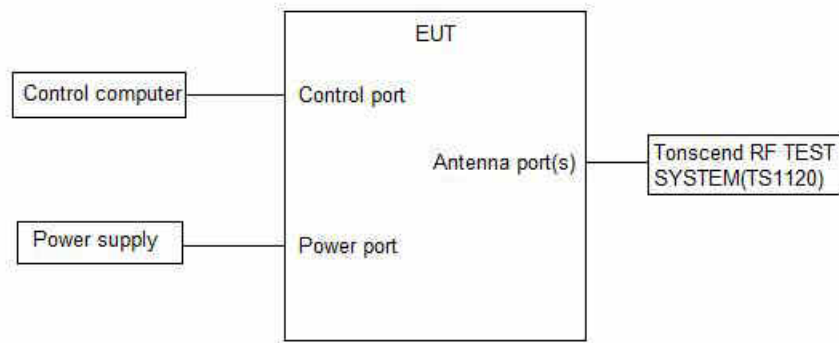 EUT
Control computer
Control port
Antenna port(s)
Tonscend RF TEST
SYSTEM(TS1120)
Power supply
Power port